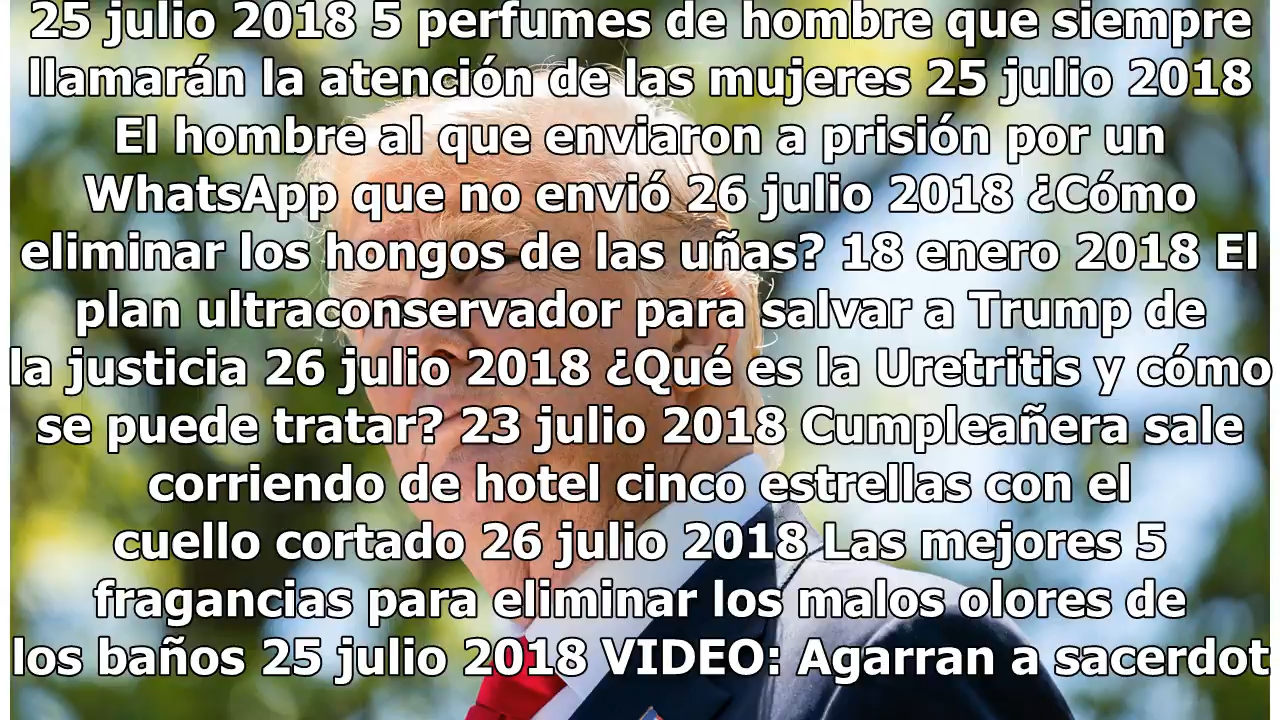 25 julio 2018 5 perfumes de hombre que siempre
llamarán la atención de las mujeres 25 julio 2018
El hombre al que enviaron a prisión por un
WhatsApp que no envió 26 julio 2018 ¿Cómo
eliminar los hongos de las uñas? 18 enero 2018 El
plan ultraconservador para salvar a Trump de
la justicia 26 julio 2018 ¿Qué es la Uretritis y cómo
se puede tratar? 23 julio 2018 Cumpleañera sale
corriendo de hotel cinco estrellas con el
cuello cortado 26 julio 2018 Las mejores 5
fragancias para eliminar los malos olores de
los baños 25 julio 2018 VIDEO: Agarran a sacerdot